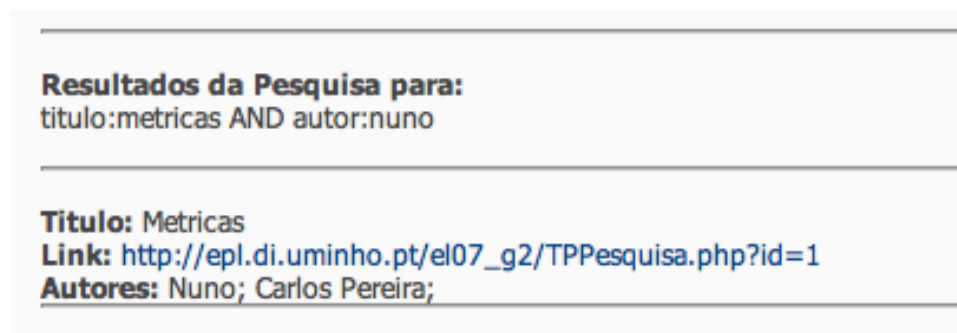 Resultados da Pesquisa para:
titulo:metricas AND autor:nuno
Titulo: Metricas
Link: http://epl.di.uminho.pt/el07_g2/TPPesquisa.php?id=1
Autores: Nuno; Carlos Pereira;